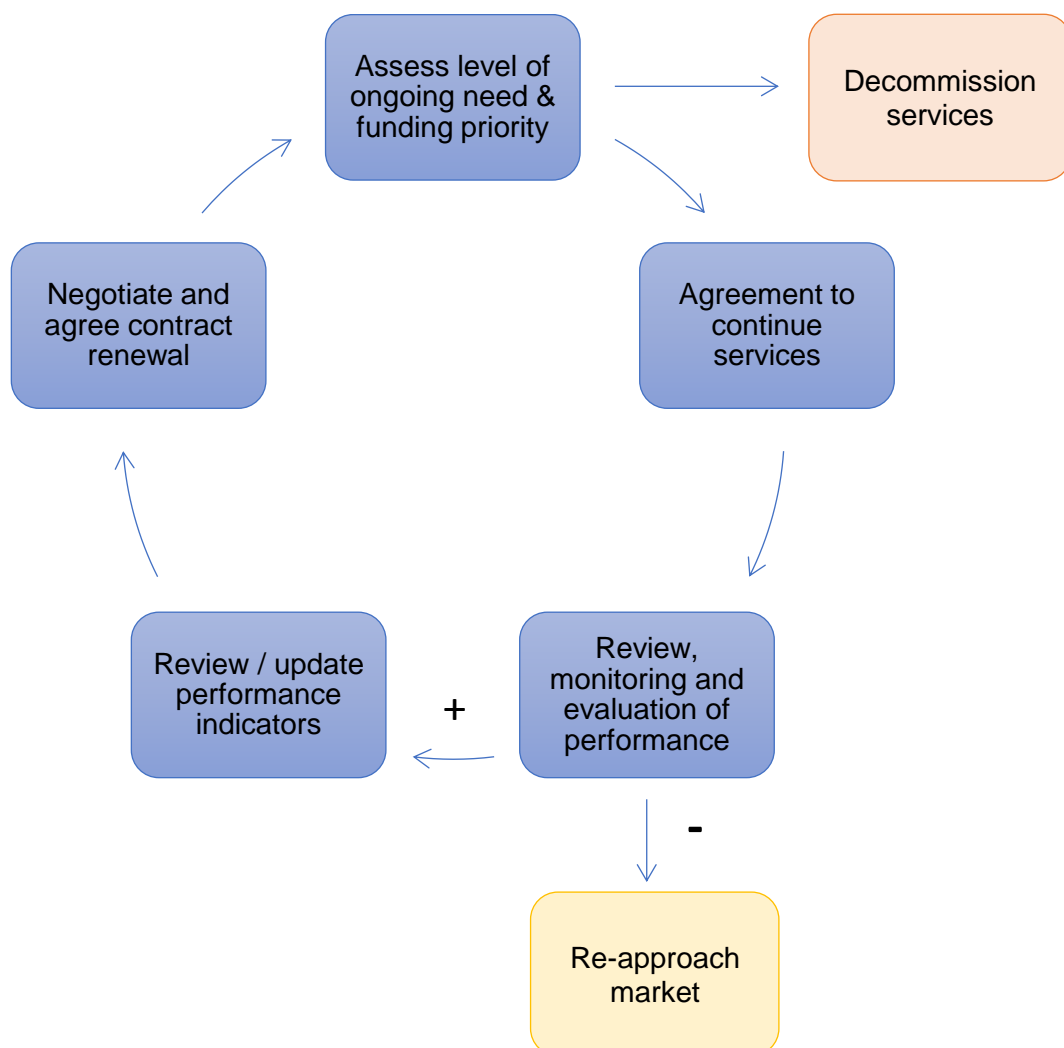 Assess level of
ongoing need &
funding priority
Decommission
services
Negotiate and
agree contract
renewal
Agreement to
continue
services
Review / update
performance
indicators
+
Review,
monitoring and
evaluation of
performance
-
Re-approach
market